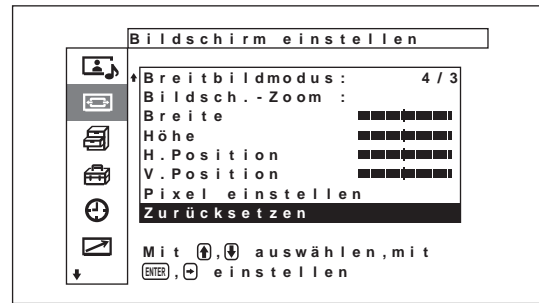 Bildschirm einstellen
Breitbildmodus: 4/3
Bildsch.-Zoom :
Breite
Höhe
H.Position
V.Position
Pixel einstellen
Zurücksetzen
Mit ⬆,⬇ auswählen,mit
ENTER,➡ einstellen